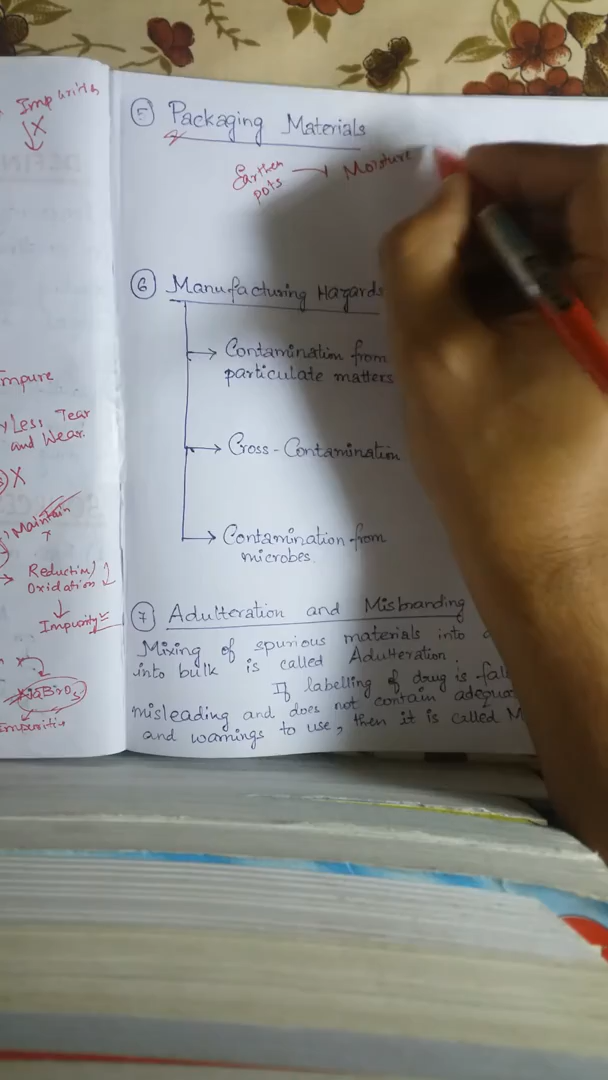 Impurities
X
mpure
Less Tear
and Wear.
X
Maintain
x
Reduction/
Oxidation ↓
↓
Impurity
NaBiO3
Impurities
⑤ Packaging Materials
Earthen
pots → Moisture
⑥ Manufacturing Hazards
→ Contamination from
particulate matters
→ Cross-Contamination
→ Contamination from
microbes.
⑦ Adulteration and Misbranding
Mixing of spurious materials into
into bulk is called Adulteration.
If labelling of drug is fal
misleading and does not contain adequa
and warnings to use, then it is called M